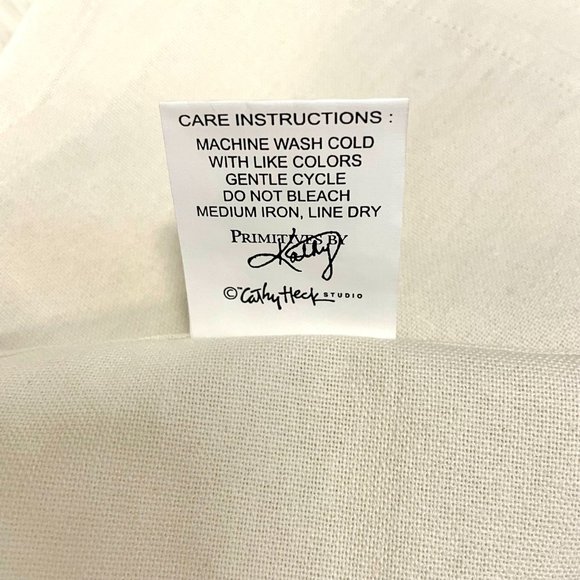 CARE INSTRUCTIONS :
MACHINE WASH COLD
WITH LIKE COLORS
GENTLE CYCLE
DO NOT BLEACH
MEDIUM IRON, LINE DRY
PRIMITIVES BY
Kathy
©™Cathy Heck STUDIO